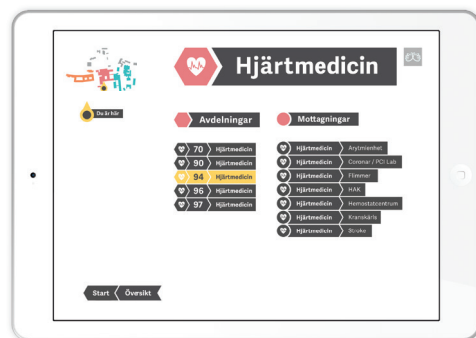 Hjärtmedicin
Du är här
Avdelningar
70 Hjärtmedicin
90 Hjärtmedicin
94 Hjärtmedicin
96 Hjärtmedicin
97 Hjärtmedicin
Mottagningar
Hjärtmedicin Arytmienhet
Hjärtmedicin Coronar / PCI Lab
Hjärtmedicin Flimmer
Hjärtmedicin HAK
Hjärtmedicin Hemostatcentrum
Hjärtmedicin Kranskärls
Hjärtmedicin Stroke
Start Översikt